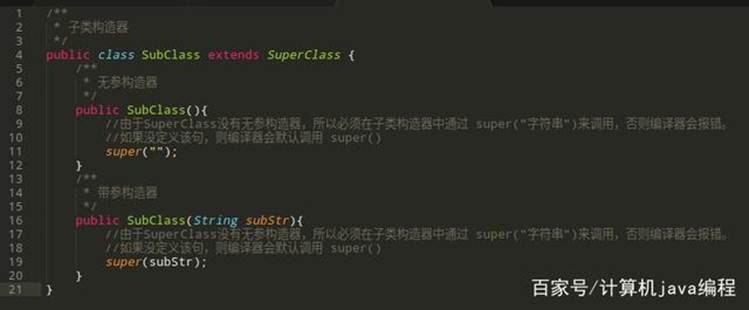 1 /**
2  * 子类构造器
3  */
4 public class SubClass extends SuperClass {
5     /**
6      * 无参构造器
7      */
8     public SubClass(){
9         //由于SuperClass没有无参构造器，所以必须在子类构造器中通过 super("字符串")来调用，否则编译器会报错。
10         //如果没定义该句，则编译器会默认调用 super()
11         super("");
12     }
13     /**
14      * 带参构造器
15      */
16     public SubClass(String subStr){
17         //由于SuperClass没有无参构造器，所以必须在子类构造器中通过 super("字符串")来调用，否则编译器会报错。
18         //如果没定义该句，则编译器会默认调用 super()
19         super(subStr);
20     }
21 }
百家号/计算机java编程